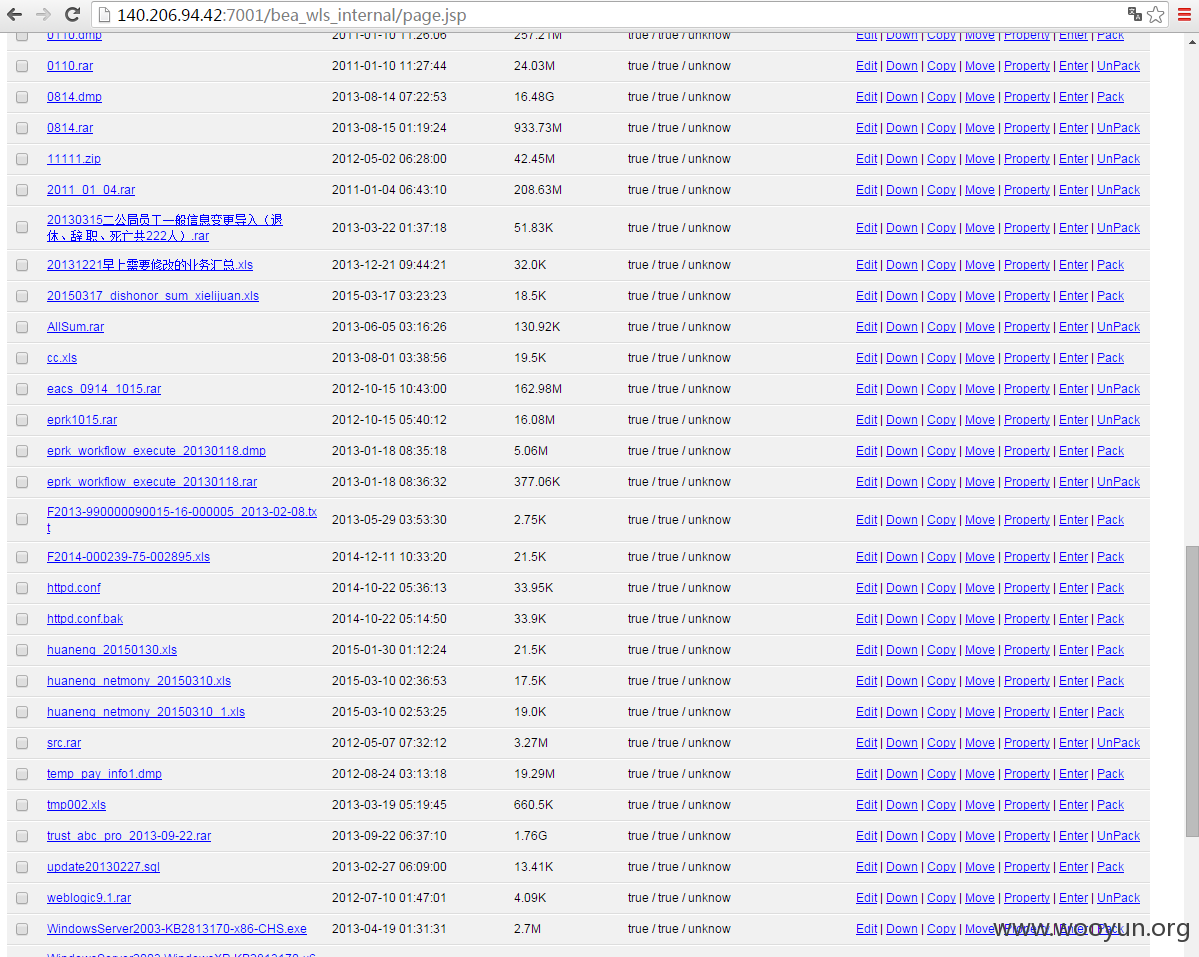 140.206.94.42:7001/bea_wls_internal/page.jsp
0110.dmp 2011-01-10 11:26:06 257.21M true / true / unknow Edit | Down | Copy | Move | Property | Enter | Pack
0110.rar 2011-01-10 11:27:44 24.03M true / true / unknow Edit | Down | Copy | Move | Property | Enter | UnPack
0814.dmp 2013-08-14 07:22:53 16.48G true / true / unknow Edit | Down | Copy | Move | Property | Enter | Pack
0814.rar 2013-08-15 01:19:24 933.73M true / true / unknow Edit | Down | Copy | Move | Property | Enter | UnPack
11111.zip 2012-05-02 06:28:00 42.45M true / true / unknow Edit | Down | Copy | Move | Property | Enter | UnPack
2011_01_04.rar 2011-01-04 06:43:10 208.63M true / true / unknow Edit | Down | Copy | Move | Property | Enter | UnPack
20130315二公局员工一般信息变更导入（退
休、辞职、死亡共222人）.rar 2013-03-22 01:37:18 51.83K true / true / unknow Edit | Down | Copy | Move | Property | Enter | UnPack
20131221早上需要修改的业务汇总.xls 2013-12-21 09:44:21 32.0K true / true / unknow Edit | Down | Copy | Move | Property | Enter | Pack
20150317_dishonor_sum_xielijuan.xls 2015-03-17 03:23:23 18.5K true / true / unknow Edit | Down | Copy | Move | Property | Enter | Pack
AllSum.rar 2013-06-05 03:16:26 130.92K true / true / unknow Edit | Down | Copy | Move | Property | Enter | UnPack
cc.xls 2013-08-01 03:38:56 19.5K true / true / unknow Edit | Down | Copy | Move | Property | Enter | Pack
eacs_0914_1015.rar 2012-10-15 10:43:00 162.98M true / true / unknow Edit | Down | Copy | Move | Property | Enter | UnPack
eprk1015.rar 2012-10-15 05:40:12 16.08M true / true / unknow Edit | Down | Copy | Move | Property | Enter | UnPack
eprk_workflow_execute_20130118.dmp 2013-01-18 08:35:18 5.06M true / true / unknow Edit | Down | Copy | Move | Property | Enter | Pack
eprk_workflow_execute_20130118.rar 2013-01-18 08:36:32 377.06K true / true / unknow Edit | Down | Copy | Move | Property | Enter | UnPack
F2013-990000090015-16-000005_2013-02-08.tx
t 2013-05-29 03:53:30 2.75K true / true / unknow Edit | Down | Copy | Move | Property | Enter | Pack
F2014-000239-75-002895.xls 2014-12-11 10:33:20 21.5K true / true / unknow Edit | Down | Copy | Move | Property | Enter | Pack
httpd.conf 2014-10-22 05:36:13 33.95K true / true / unknow Edit | Down | Copy | Move | Property | Enter | Pack
httpd.conf.bak 2014-10-22 05:14:50 33.9K true / true / unknow Edit | Down | Copy | Move | Property | Enter | Pack
huaneng_20150130.xls 2015-01-30 01:12:24 21.5K true / true / unknow Edit | Down | Copy | Move | Property | Enter | Pack
huaneng_netmony_20150310.xls 2015-03-10 02:36:53 17.5K true / true / unknow Edit | Down | Copy | Move | Property | Enter | Pack
huaneng_netmony_20150310_1.xls 2015-03-10 02:53:25 19.0K true / true / unknow Edit | Down | Copy | Move | Property | Enter | Pack
src.rar 2012-05-07 07:32:12 3.27M true / true / unknow Edit | Down | Copy | Move | Property | Enter | UnPack
temp_pay_info1.dmp 2012-08-24 03:13:18 19.29M true / true / unknow Edit | Down | Copy | Move | Property | Enter | Pack
tmp002.xls 2013-03-19 05:19:45 660.5K true / true / unknow Edit | Down | Copy | Move | Property | Enter | Pack
trust_abc_pro_2013-09-22.rar 2013-09-22 06:37:10 1.76G true / true / unknow Edit | Down | Copy | Move | Property | Enter | UnPack
update20130227.sql 2013-02-27 06:09:00 13.41K true / true / unknow Edit | Down | Copy | Move | Property | Enter | Pack
weblogic9.1.rar 2012-07-10 01:47:01 4.09K true / true / unknow Edit | Down | Copy | Move | Property | Enter | UnPack
WindowsServer2003-KB2813170-x86-CHS.exe 2013-04-19 01:31:31 2.7M true / true / unknow Edit | Down | Copy | Move | Property | Enter | Pack
www.wooyun.org
WindowsServer2003-WindowsXP-KB2813170-x6